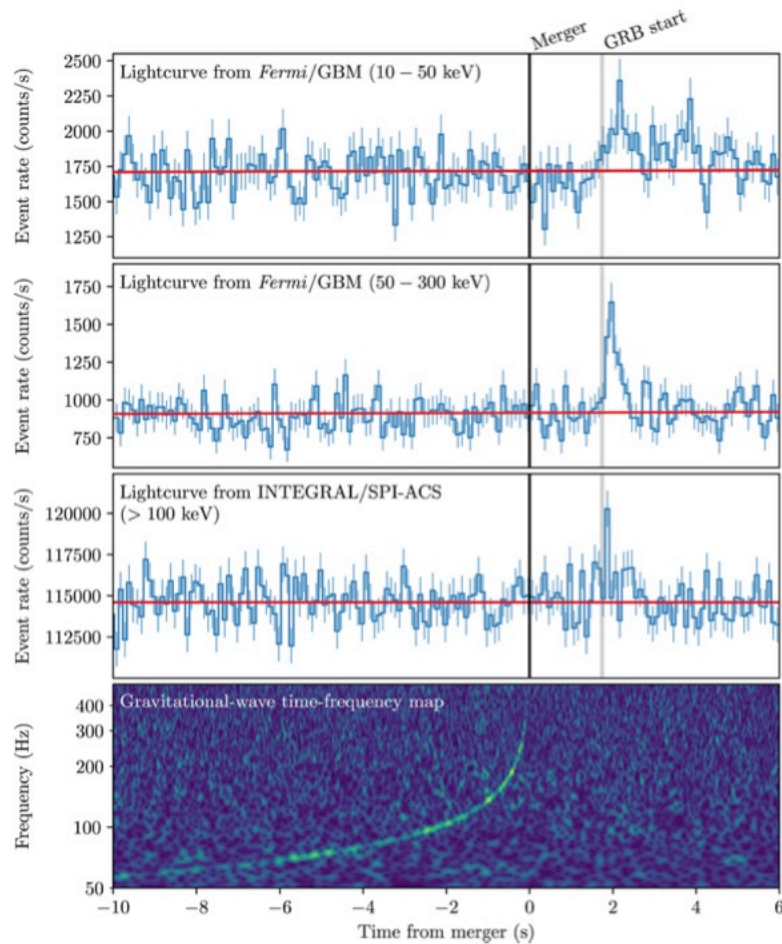 Merger
GRB start
Lightcurve from Fermi/GBM (10 − 50 keV)
Event rate (counts/s)
2500
2250
2000
1750
1500
1250
Lightcurve from Fermi/GBM (50 − 300 keV)
Event rate (counts/s)
1750
1500
1250
1000
750
Lightcurve from INTEGRAL/SPI-ACS
(> 100 keV)
Event rate (counts/s)
120000
117500
115000
112500
Gravitational-wave time-frequency map
Frequency (Hz)
500
400
300
200
100
50
−10 −8 −6 −4 −2 0 2 4 6
Time from merger (s)